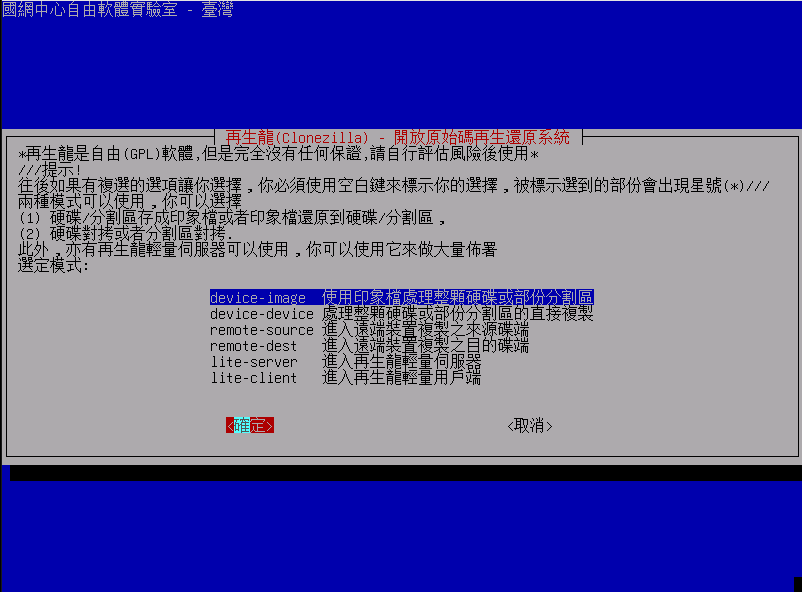 國網中心自由軟體實驗室 - 臺灣
再生龍(Clonezilla) - 開放原始碼再生還原系統
*再生龍是自由(GPL)軟體,但是完全沒有任何保證,請自行評估風險後使用*
///提示!
往後如果有複選的選項讓你選擇,你必須使用空白鍵來標示你的選擇,被標示選到的部份會出現星號(*)///
兩種模式可以使用,你可以選擇
(1) 硬碟/分割區存成印象檔或者印象檔還原到硬碟/分割區,
(2) 硬碟對拷或者分割區對拷.
此外,亦有再生龍輕量伺服器可以使用,你可以使用它來做大量佈署
選定模式:
device-image 使用印象檔處理整顆硬碟或部份分割區
device-device 處理整顆硬碟或部份分割區的直接複製
remote-source 進入遠端裝置複製之來源碟端
remote-dest 進入遠端裝置複製之目的碟端
lite-server 進入再生龍輕量伺服器
lite-client 進入再生龍輕量用戶端
<確定> <取消>